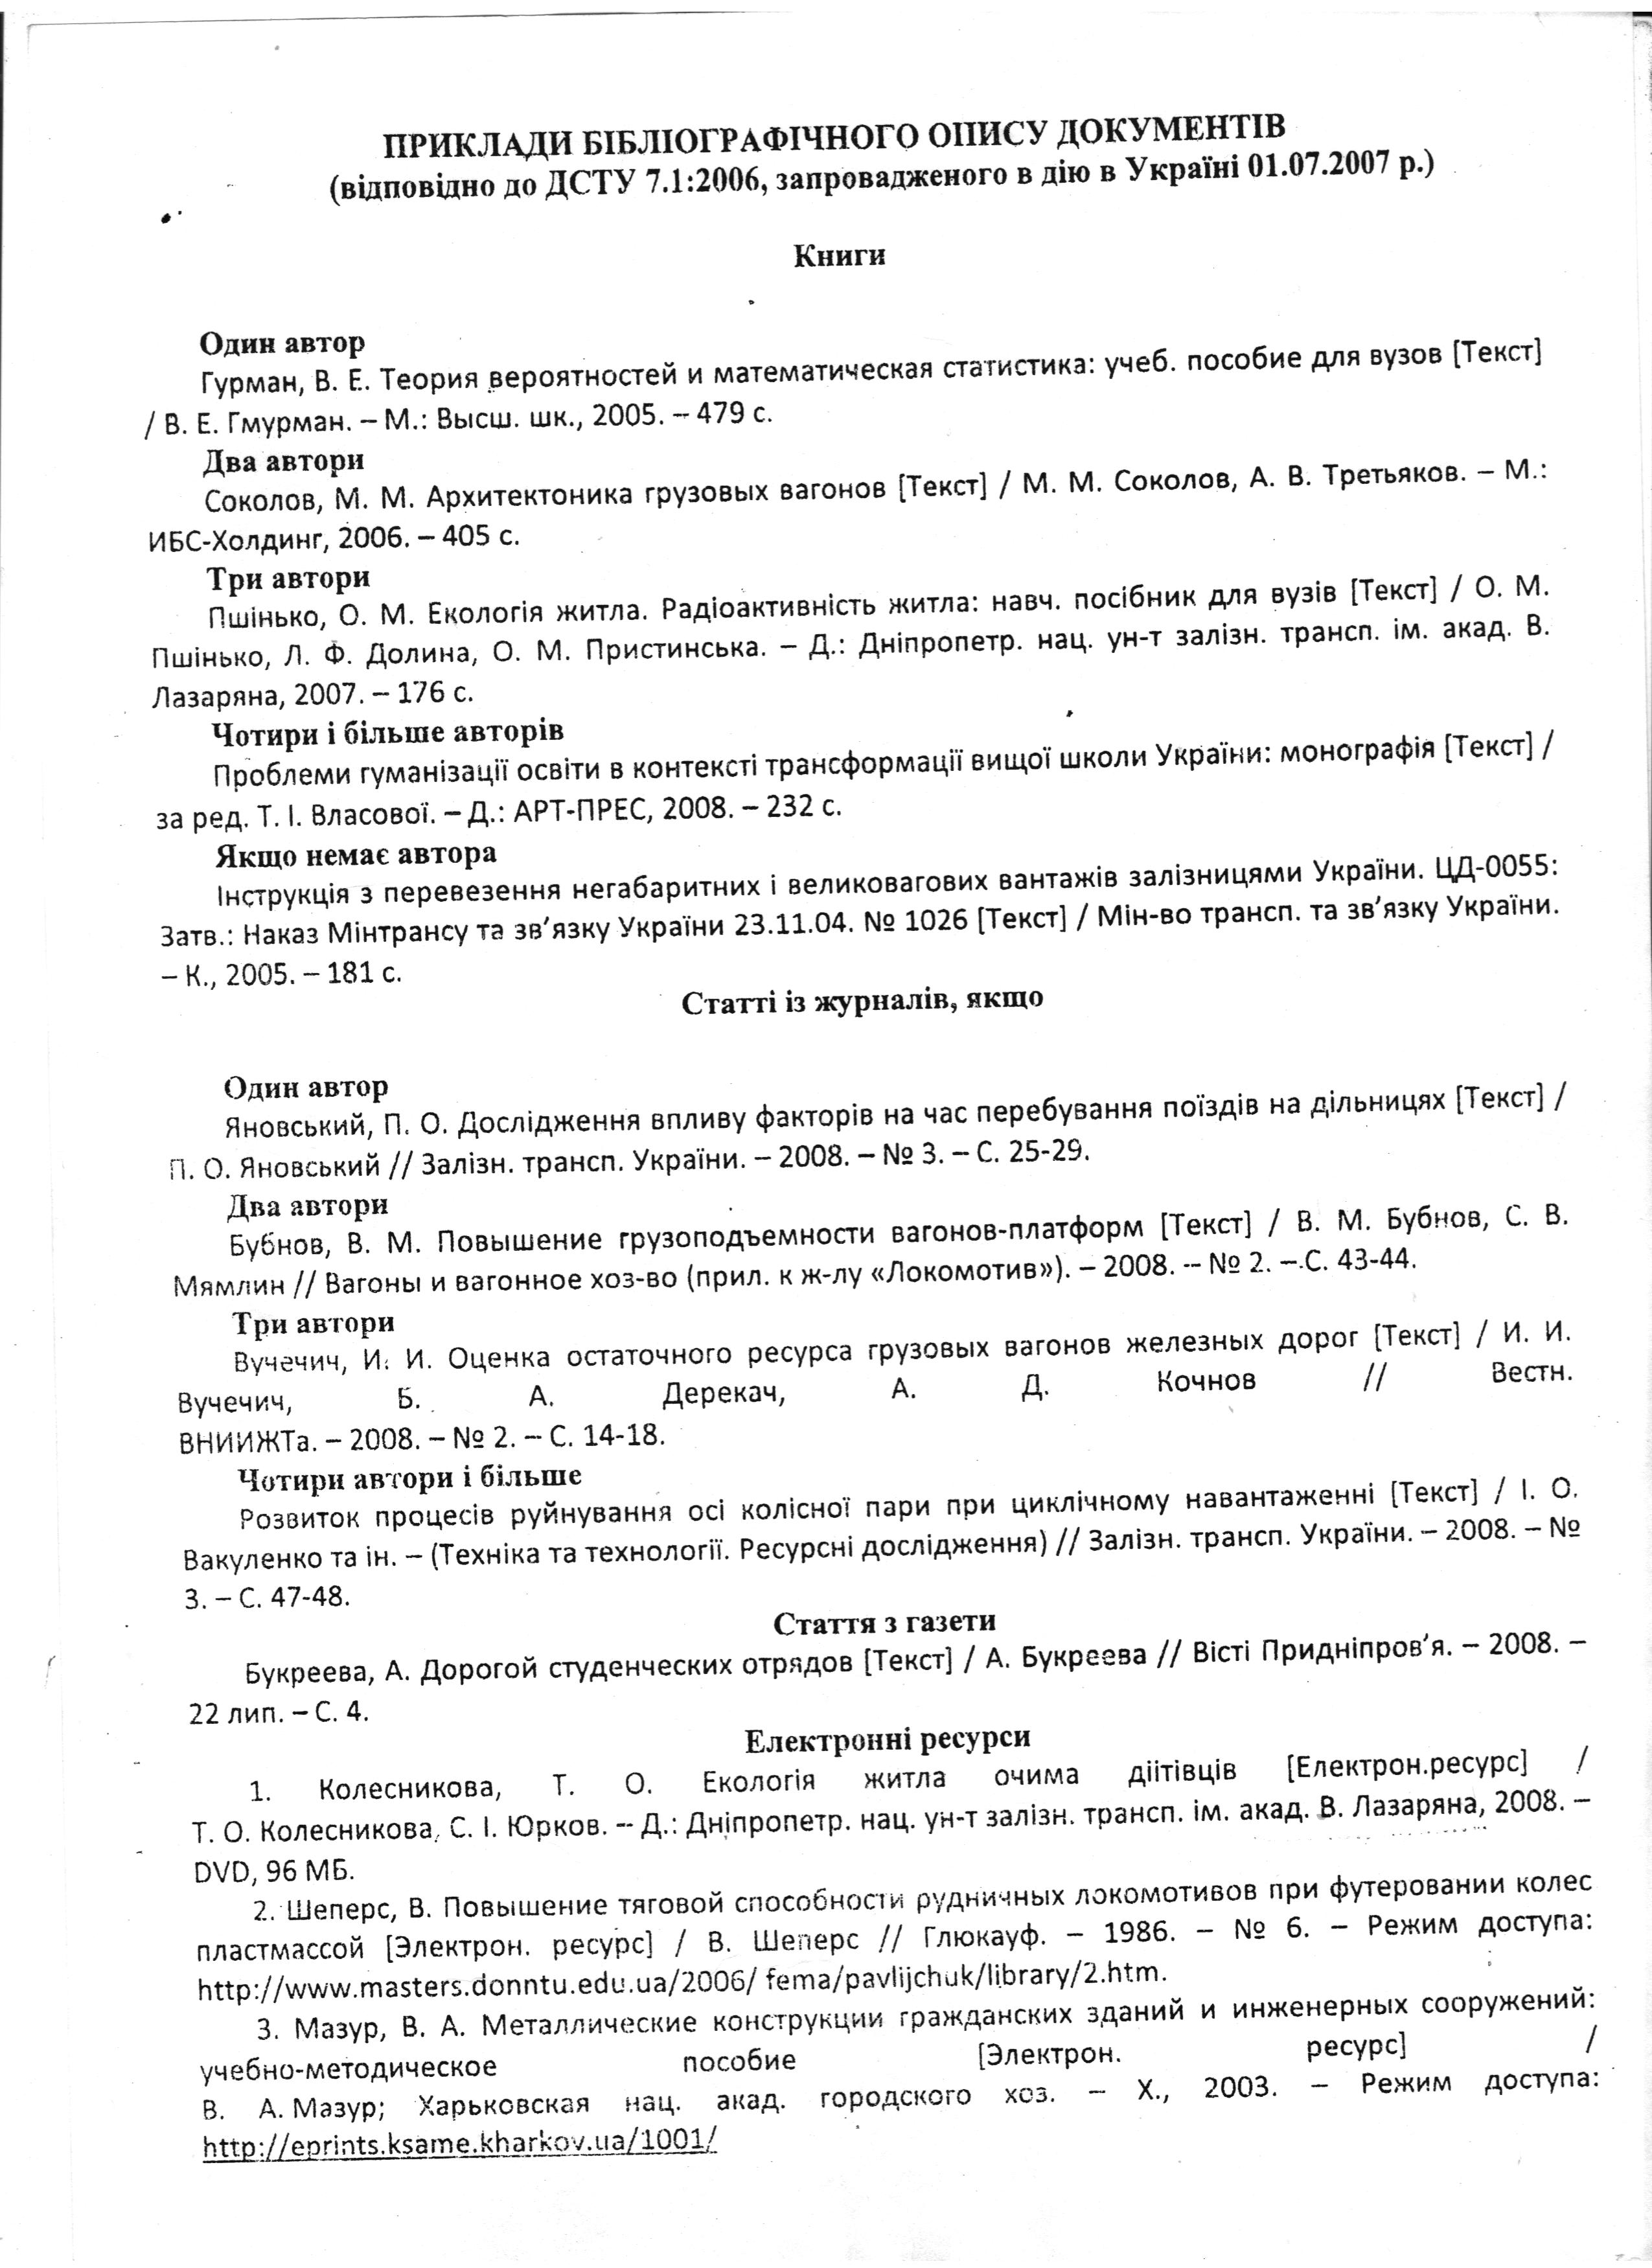 ПРИКЛАДИ БІБЛІОГРАФІЧНОГО ОПИСУ ДОКУМЕНТІВ
(відповідно до ДСТУ 7.1:2006, запровадженого в дію в Україні 01.07.2007 р.)
Книги
Один автор
Гурман, В. Е. Теория вероятностей и математическая статистика: учеб. пособие для вузов [Текст]
/ В. Е. Гмурман. – М.: Высш. шк., 2005. – 479 с.
Два автори
Соколов, М. М. Архитектоника грузовых вагонов [Текст] / М. М. Соколов, А. В. Третьяков. – М.:
ИБС-Холдинг, 2006. – 405 с.
Три автори
Пшінько, О. М. Екологія житла. Радіоактивність житла: навч. посібник для вузів [Текст] / О. М.
Пшінько, Л. Ф. Долина, О. М. Пристинська. – Д.: Дніпропетр. нац. ун-т залізн. трансп. ім. акад. В.
Лазаряна, 2007. – 176 с.
Чотири і більше авторів
Проблеми гуманізації освіти в контексті трансформації вищої школи України: монографія [Текст] /
за ред. Т. І. Власової. – Д.: АРТ-ПРЕС, 2008. – 232 с.
Якщо немає автора
Інструкція з перевезення негабаритних і великовагових вантажів залізницями України. ЦД-0055:
Затв.: Наказ Мінтрансу та зв’язку України 23.11.04. № 1026 [Текст] / Мін-во трансп. та зв’язку України.
– К., 2005. – 181 с.
Статті із журналів, якщо
Один автор
Яновський, П. О. Дослідження впливу факторів на час перебування поїздів на дільницях [Текст] /
П. О. Яновський // Залізн. трансп. України. – 2008. – № 3. – С. 25-29.
Два автори
Бубнов, В. М. Повышение грузоподъемности вагонов-платформ [Текст] / В. М. Бубнов, С. В.
Мямлин // Вагоны и вагонное хоз-во (прил. к ж-лу «Локомотив»). – 2008. – № 2. – С. 43-44.
Три автори
Вучечич, И. И. Оценка остаточного ресурса грузовых вагонов железных дорог [Текст] / И. И.
Вучечич, Б. А. Дерекач, А. Д. Кочнов // Вестн.
ВНИИЖТа. – 2008. – № 2. – С. 14-18.
Чотири автори і більше
Розвиток процесів руйнування осі колісної пари при циклічному навантаженні [Текст] / І. О.
Вакуленко та ін. – (Техніка та технології. Ресурсні дослідження) // Залізн. трансп. України. – 2008. – №
3. – С. 47-48.
Стаття з газети
Букреева, А. Дорогой студенческих отрядов [Текст] / А. Букреева // Вісті Придніпров’я. – 2008. –
22 лип. – С. 4.
Електронні ресурси
1. Колесникова, Т. О. Екологія житла очима діітівців [Електрон.ресурс] /
Т. О. Колесникова, С. І. Юрков. – Д.: Дніпропетр. нац. ун-т залізн. трансп. ім. акад. В. Лазаряна, 2008. –
DVD, 96 МБ.
2. Шеперс, В. Повышение тяговой способности рудничных локомотивов при футеровании колес
пластмассой [Электрон. ресурс] / В. Шеперс // Глюкауф. – 1986. – № 6. – Режим доступа:
http://www.masters.donntu.edu.ua/2006/ fema/pavlijchuk/library/2.htm.
3. Мазур, В. А. Металлические конструкции гражданских зданий и инженерных сооружений:
учебно-методическое пособие [Электрон. ресурс] /
В. А. Мазур; Харьковская нац. акад. городского хоз. – Х., 2003. – Режим доступа:
http://eprints.ksame.kharkov.ua/1001/